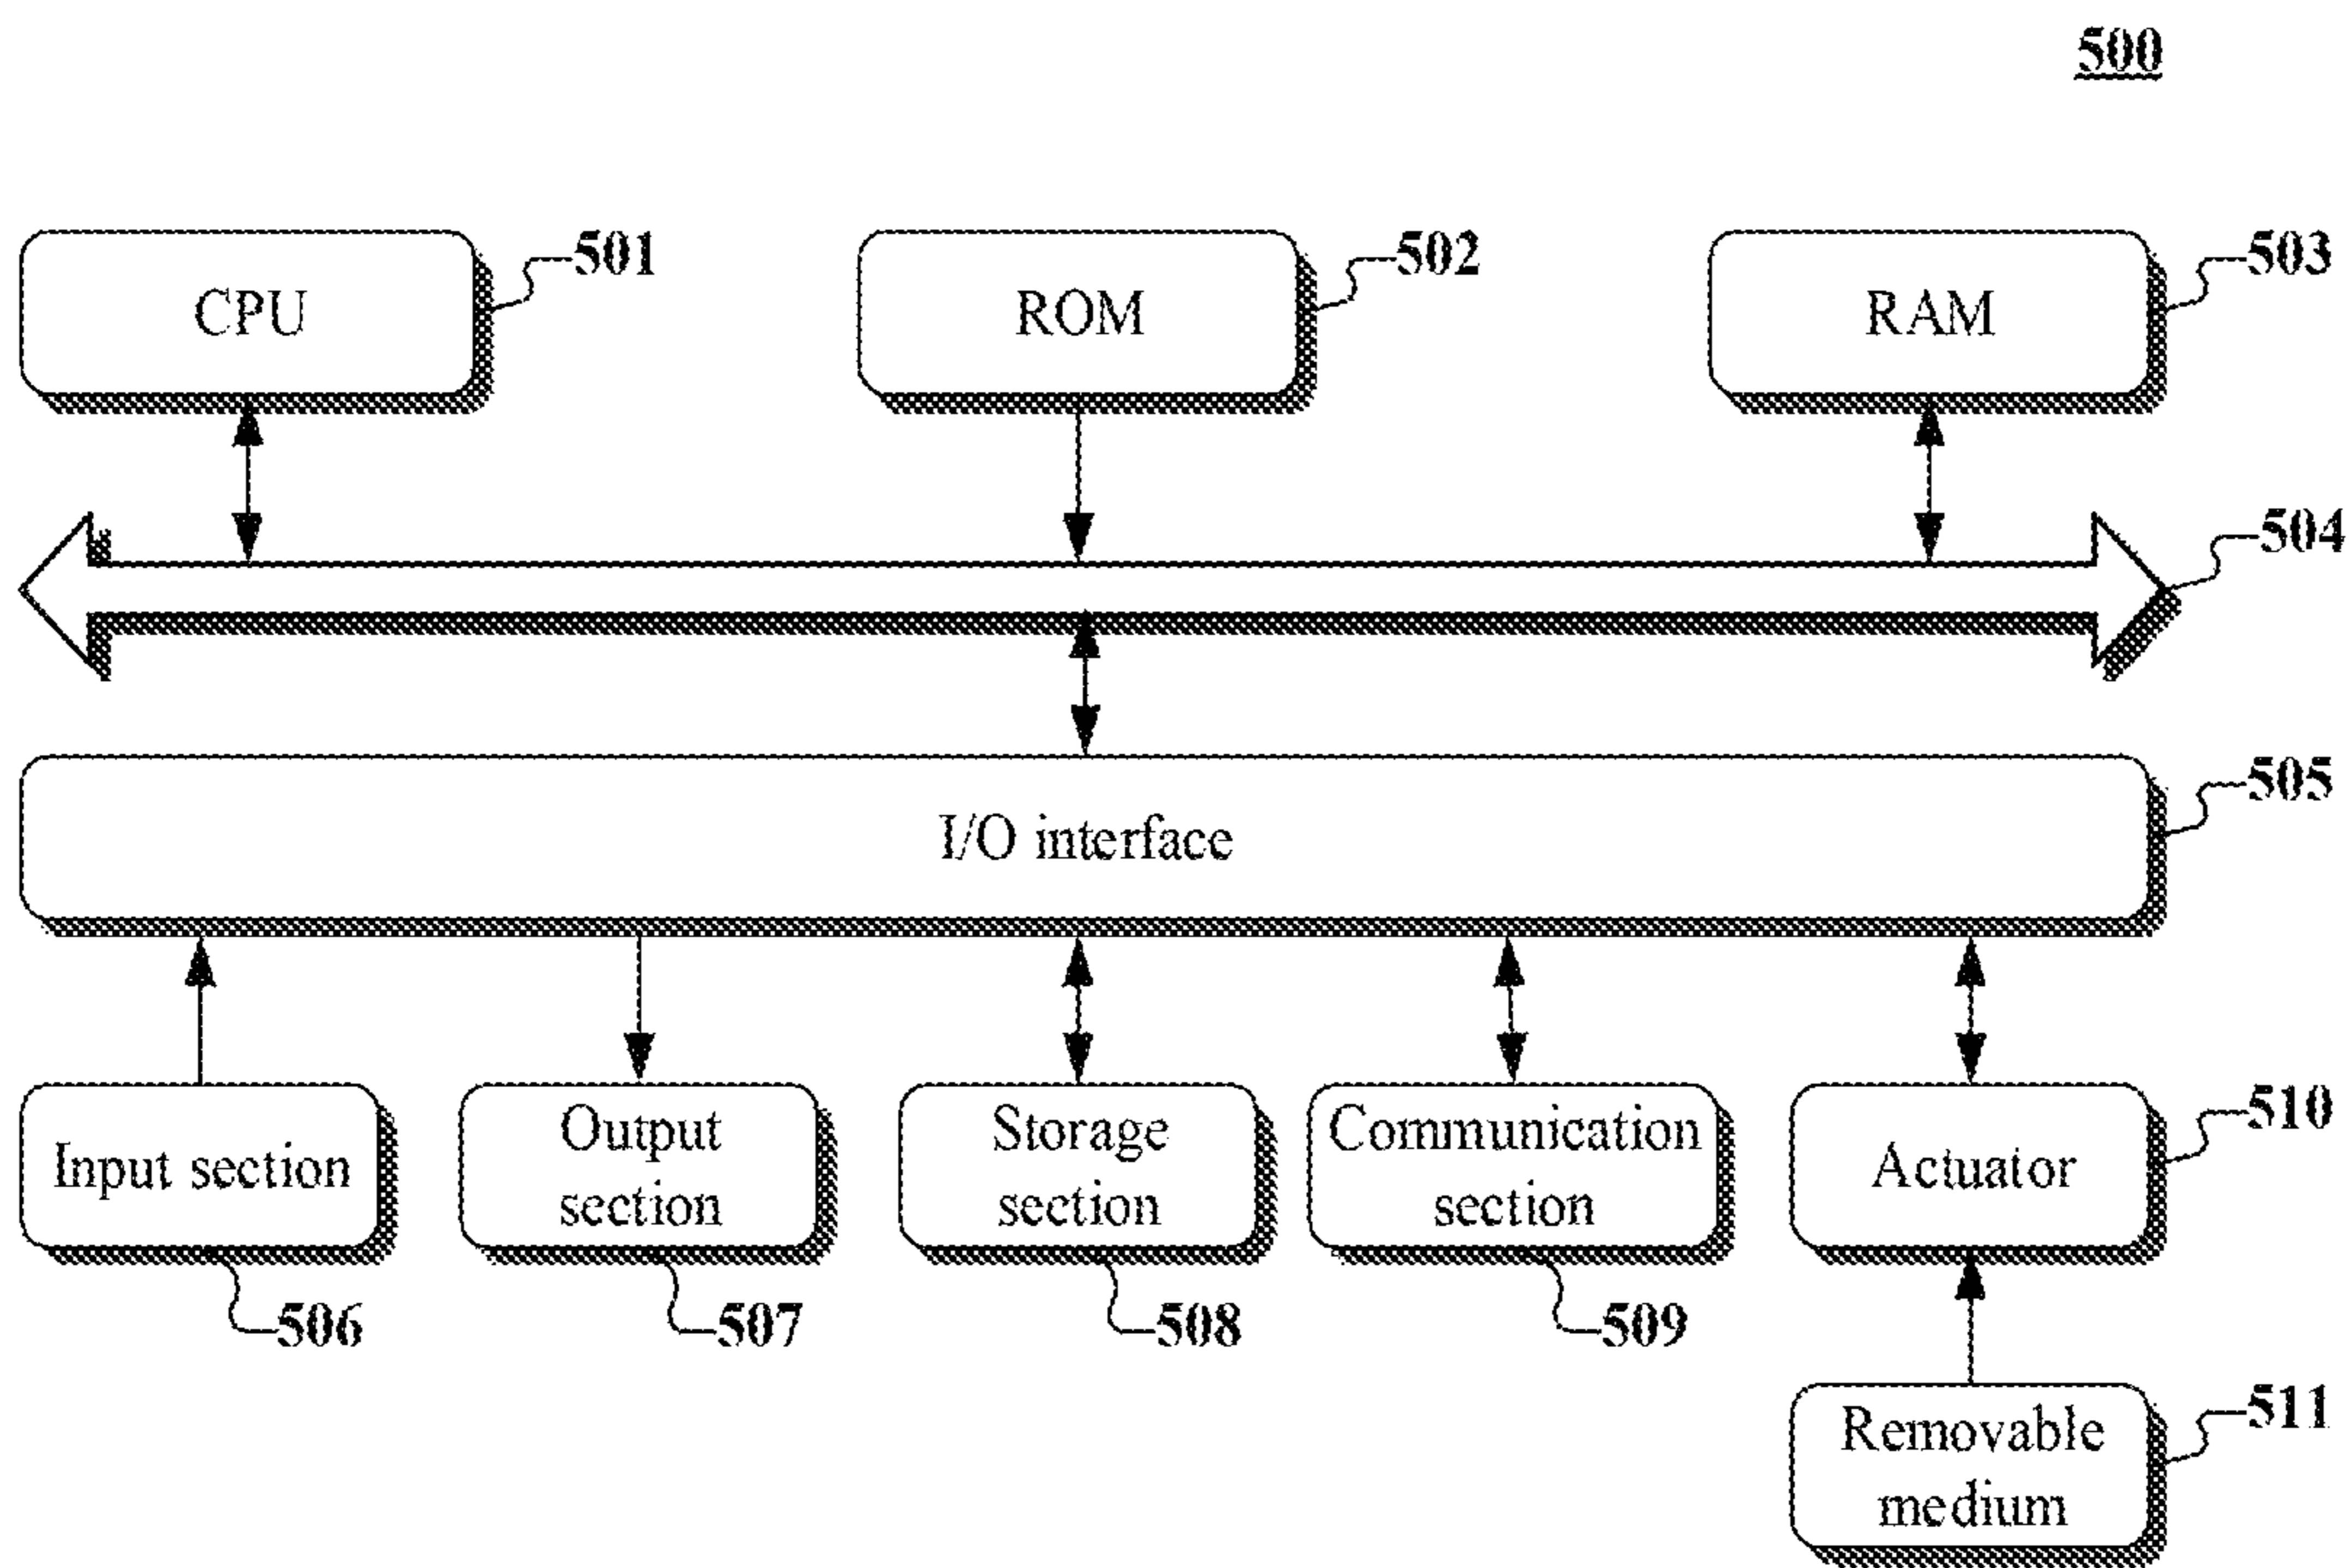 500
CPU
501
ROM
502
RAM
503
504
I/O interface
505
Input section
506
Output
section
507
Storage
section
508
Communication
section
509
Actuator
510
Removable
medium
511